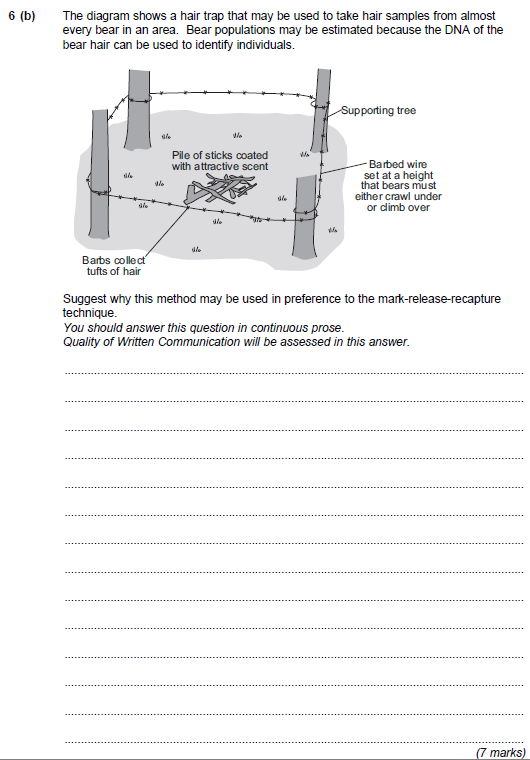 6 (b) The diagram shows a hair trap that may be used to take hair samples from almost
every bear in an area. Bear populations may be estimated because the DNA of the
bear hair can be used to identify individuals.
Supporting tree
Pile of sticks coated
with attractive scent
Barbed wire
set at a height
that bears must
either crawl under
or climb over
Barbs collect
tufts of hair
Suggest why this method may be used in preference to the mark-release-recapture
technique.
You should answer this question in continuous prose.
Quality of Written Communication will be assessed in this answer.
(7 marks)